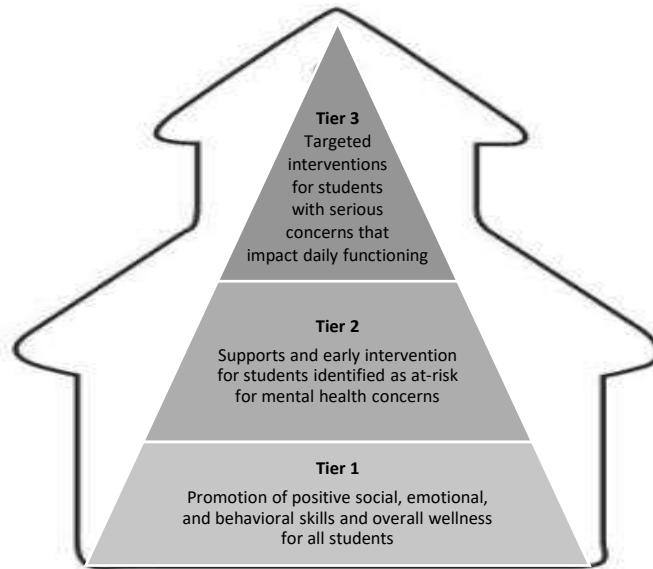 Tier 3
Targeted
interventions
for students
with serious
concerns that
impact daily functioning
Tier 2
Supports and early intervention
for students identified as at-risk
for mental health concerns
Tier 1
Promotion of positive social, emotional,
and behavioral skills and overall wellness
for all students